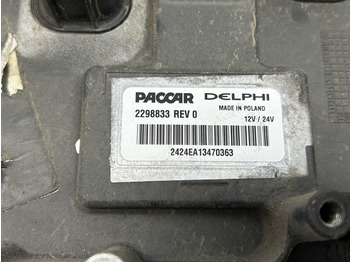 PACCAR DELPHI
MADE IN POLAND
2298833 REV 0
12V / 24V
2424EA13470363